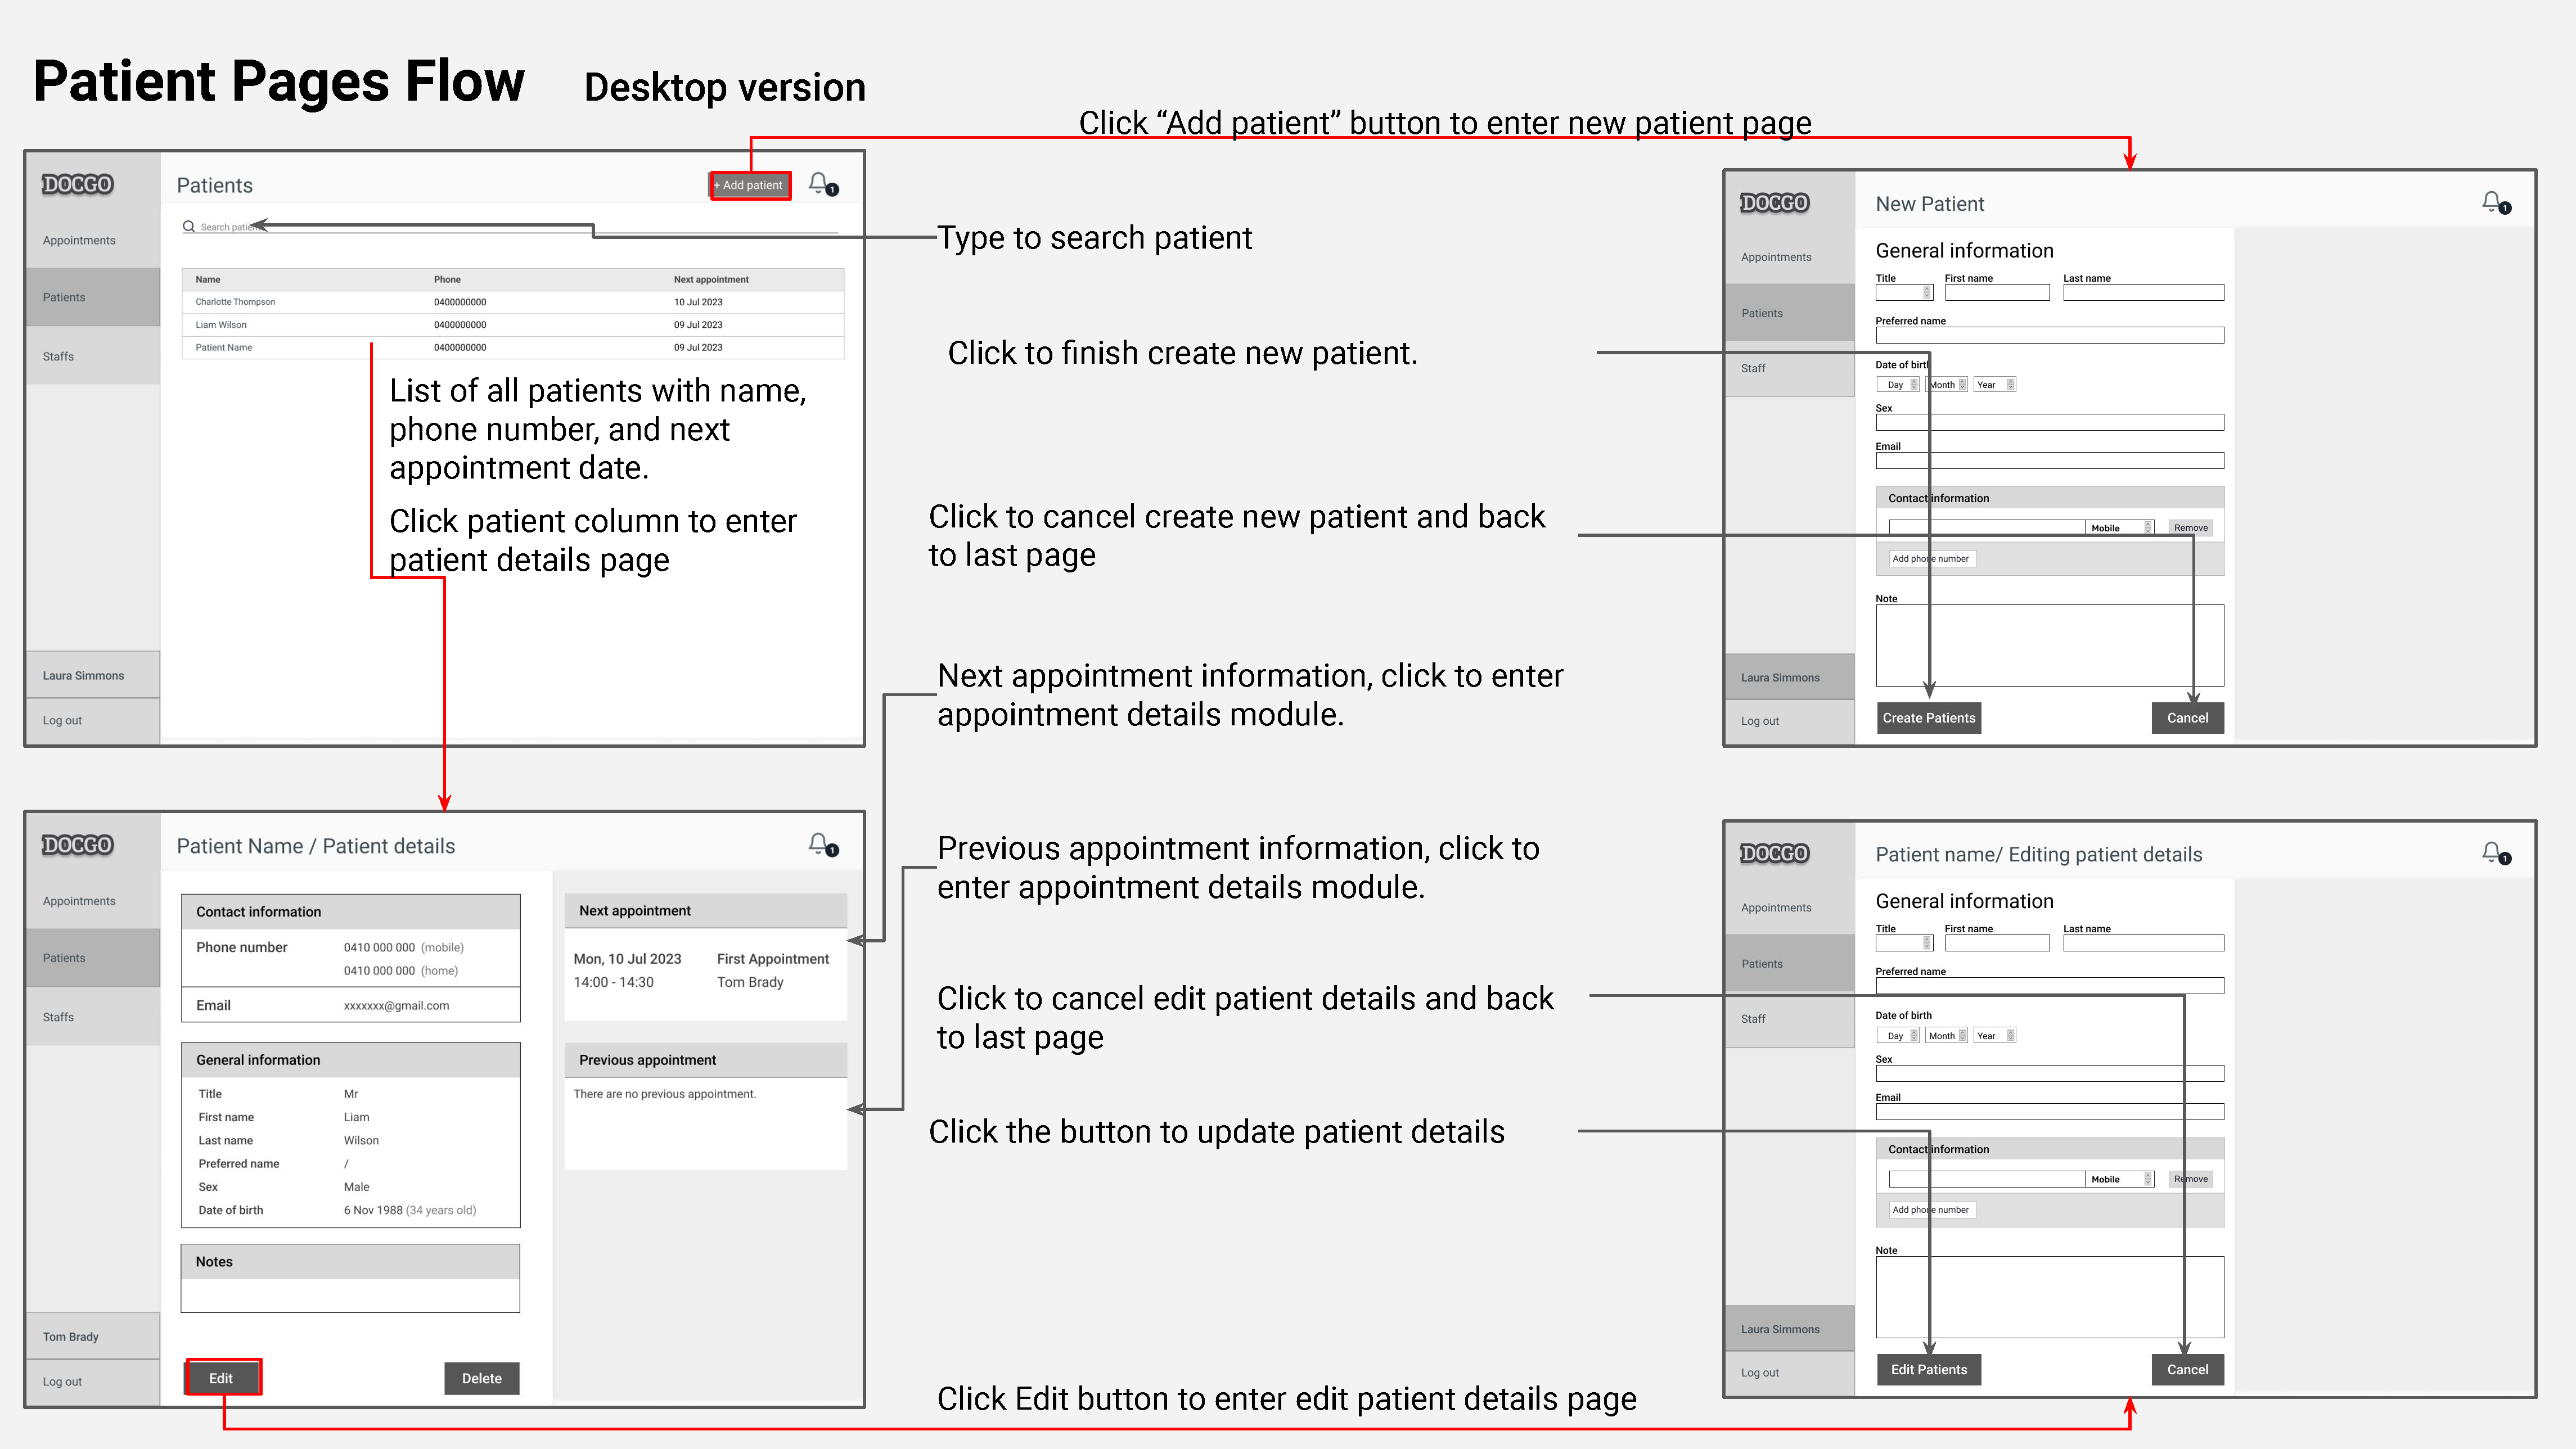 Patient Pages Flow
Desktop version
Click “Add patient” button to enter new patient page
DOCGO
Patients
+ Add patient
1
Search patient
Appointments
Patients
Staffs
Name Phone Next appointment
Charlotte Thompson 0400000000 10 Jul 2023
Liam Wilson 0400000000 09 Jul 2023
Patient Name 0400000000 09 Jul 2023
List of all patients with name,
phone number, and next
appointment date.
Click patient column to enter
patient details page
Laura Simmons
Log out
Type to search patient
Click to finish create new patient.
Click to cancel create new patient and back
to last page
Next appointment information, click to enter
appointment details module.
Previous appointment information, click to
enter appointment details module.
Click to cancel edit patient details and back
to last page
Click the button to update patient details
Click Edit button to enter edit patient details page
DOCGO
New Patient
1
Appointments
Patients
Staff
General information
Title First name Last name
Preferred name
Date of birth
Day Month Year
Sex
Email
Contact information
Mobile Remove
Add phone number
Note
Laura Simmons
Log out
Create Patients Cancel
DOCGO
Patient Name / Patient details
1
Appointments
Patients
Staffs
Contact information
Phone number 0410 000 000 (mobile)
0410 000 000 (home)
Email xxxxxxx@gmail.com
General information
Title Mr
First name Liam
Last name Wilson
Preferred name /
Sex Male
Date of birth 6 Nov 1988 (34 years old)
Notes
Next appointment
Mon, 10 Jul 2023 First Appointment
14:00 - 14:30 Tom Brady
Previous appointment
There are no previous appointment.
Tom Brady
Log out
Edit Delete
DOCGO
Patient name/ Editing patient details
1
Appointments
Patients
Staff
General information
Title First name Last name
Preferred name
Date of birth
Day Month Year
Sex
Email
Contact information
Mobile Remove
Add phone number
Note
Laura Simmons
Log out
Edit Patients Cancel